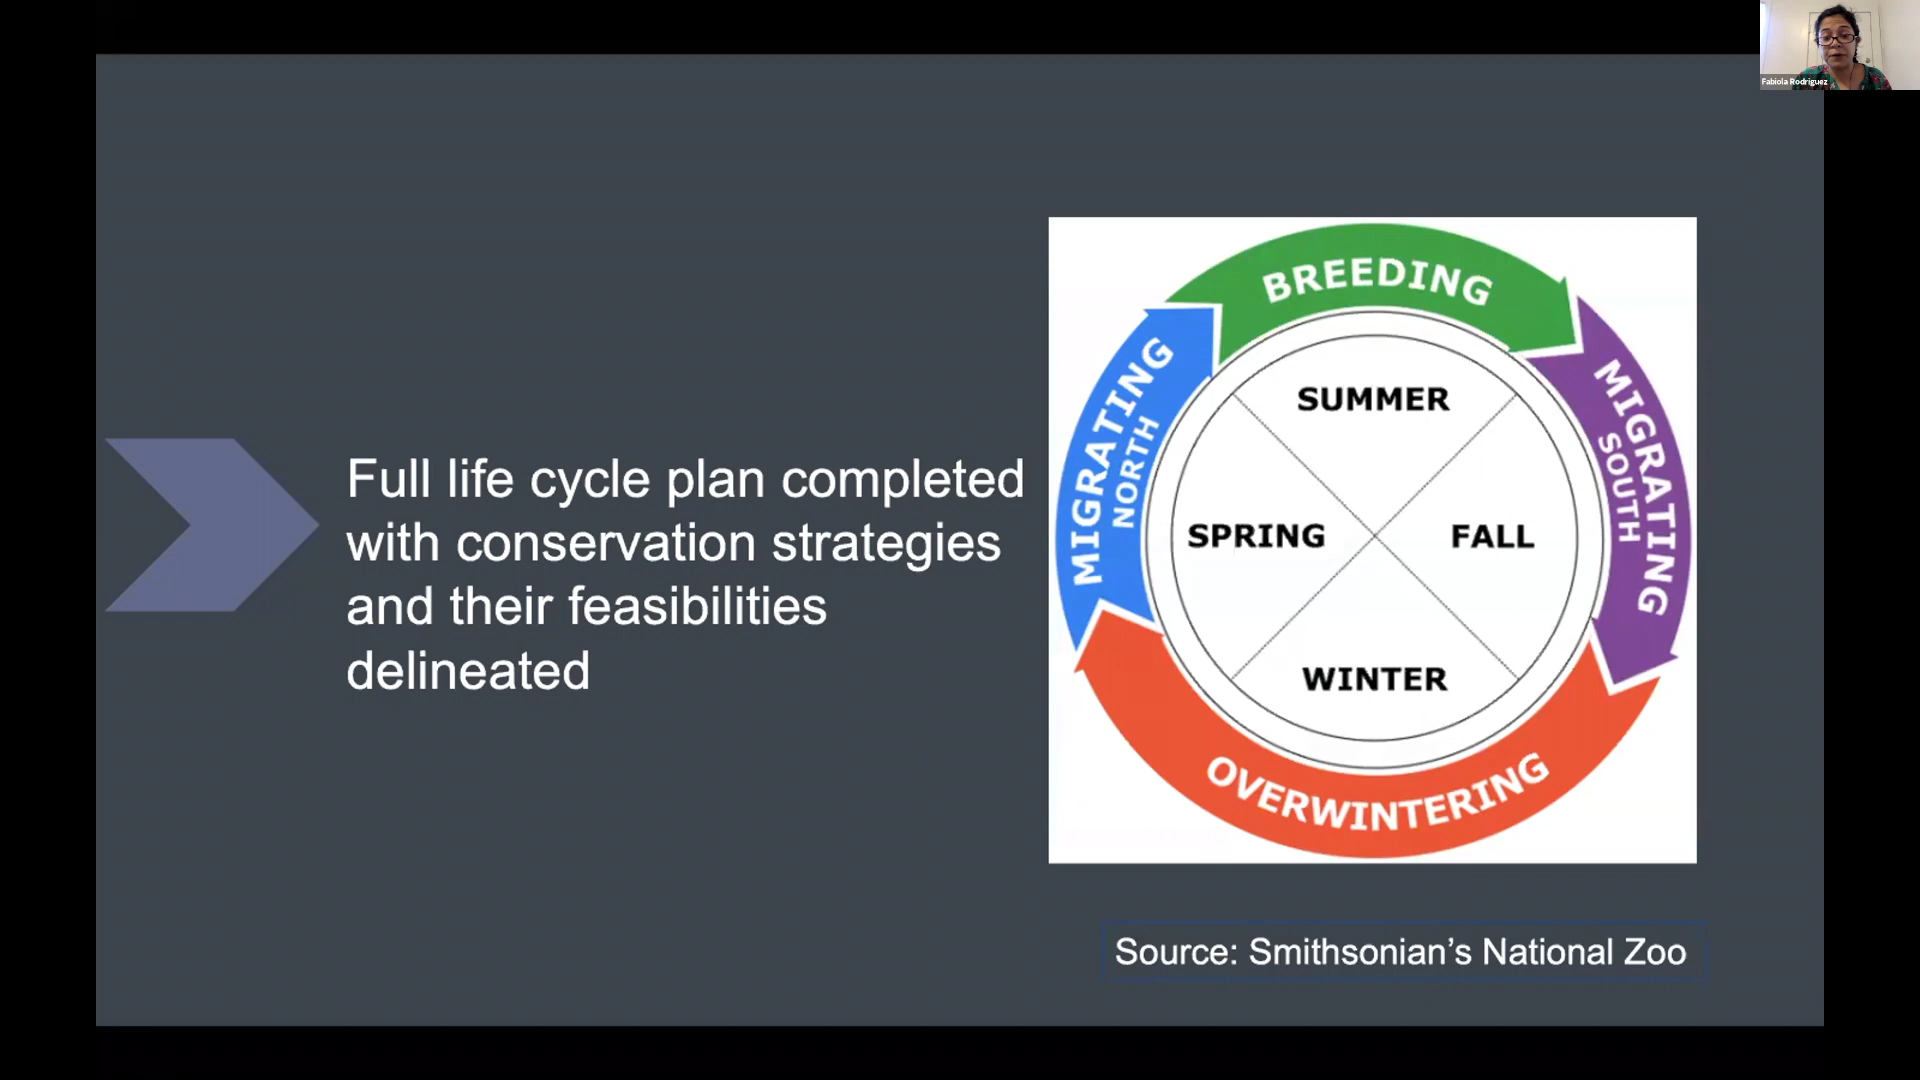 Fabiola Rodriguez
Full life cycle plan completed
with conservation strategies
and their feasibilities
delineated
BREEDING
MIGRATING
SOUTH
OVERWINTERING
MIGRATING
NORTH
SUMMER
SPRING
FALL
WINTER
Source: Smithsonian’s National Zoo